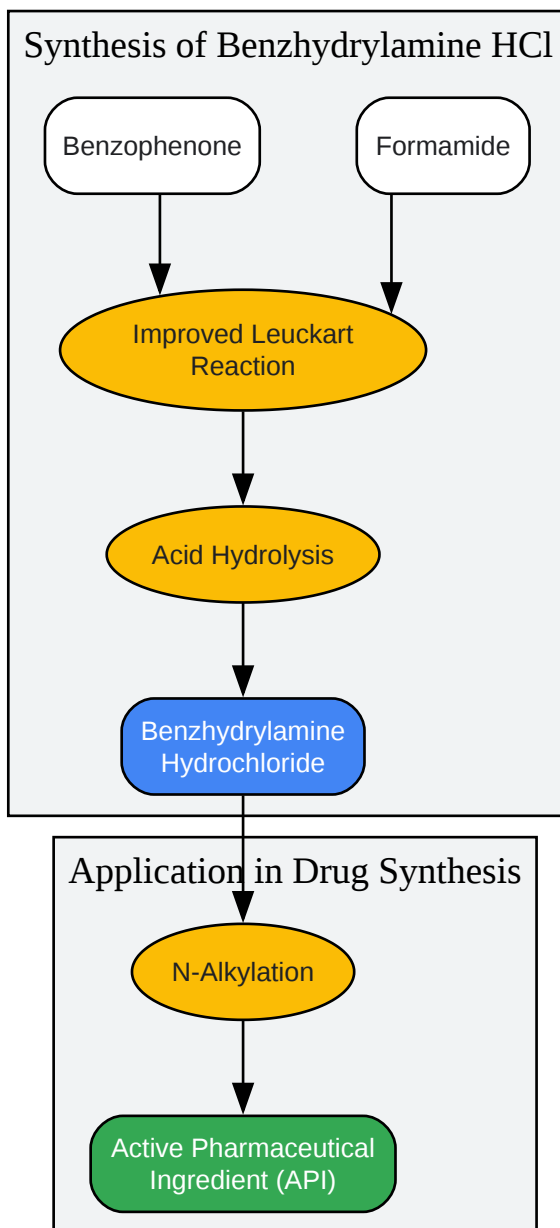 Synthesis of Benzhydrylamine HCl
Benzophenone
Formamide
Improved Leuckart
Reaction
Acid Hydrolysis
Benzhydrylamine
Hydrochloride
Application in Drug Synthesis
N-Alkylation
Active Pharmaceutical
Ingredient (API)